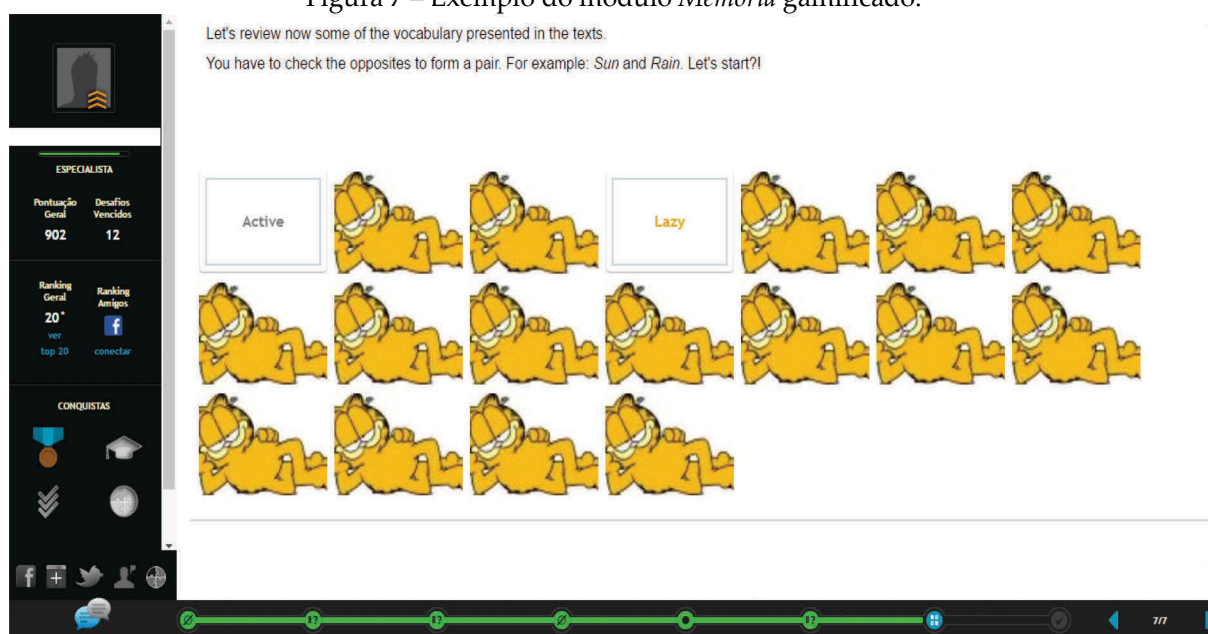 Figura 7 – Exemplo do módulo Memória gamificado.
Let's review now some of the vocabulary presented in the texts.
You have to check the opposites to form a pair. For example: Sun and Rain. Let's start?!
Active
Lazy
ESPECIALISTA
Pontuação Geral
902
Desafios Vencidos
12
Ranking Geral
20°
ver
top 20
Ranking Amigos
f
conectar
CONQUISTAS
7/7